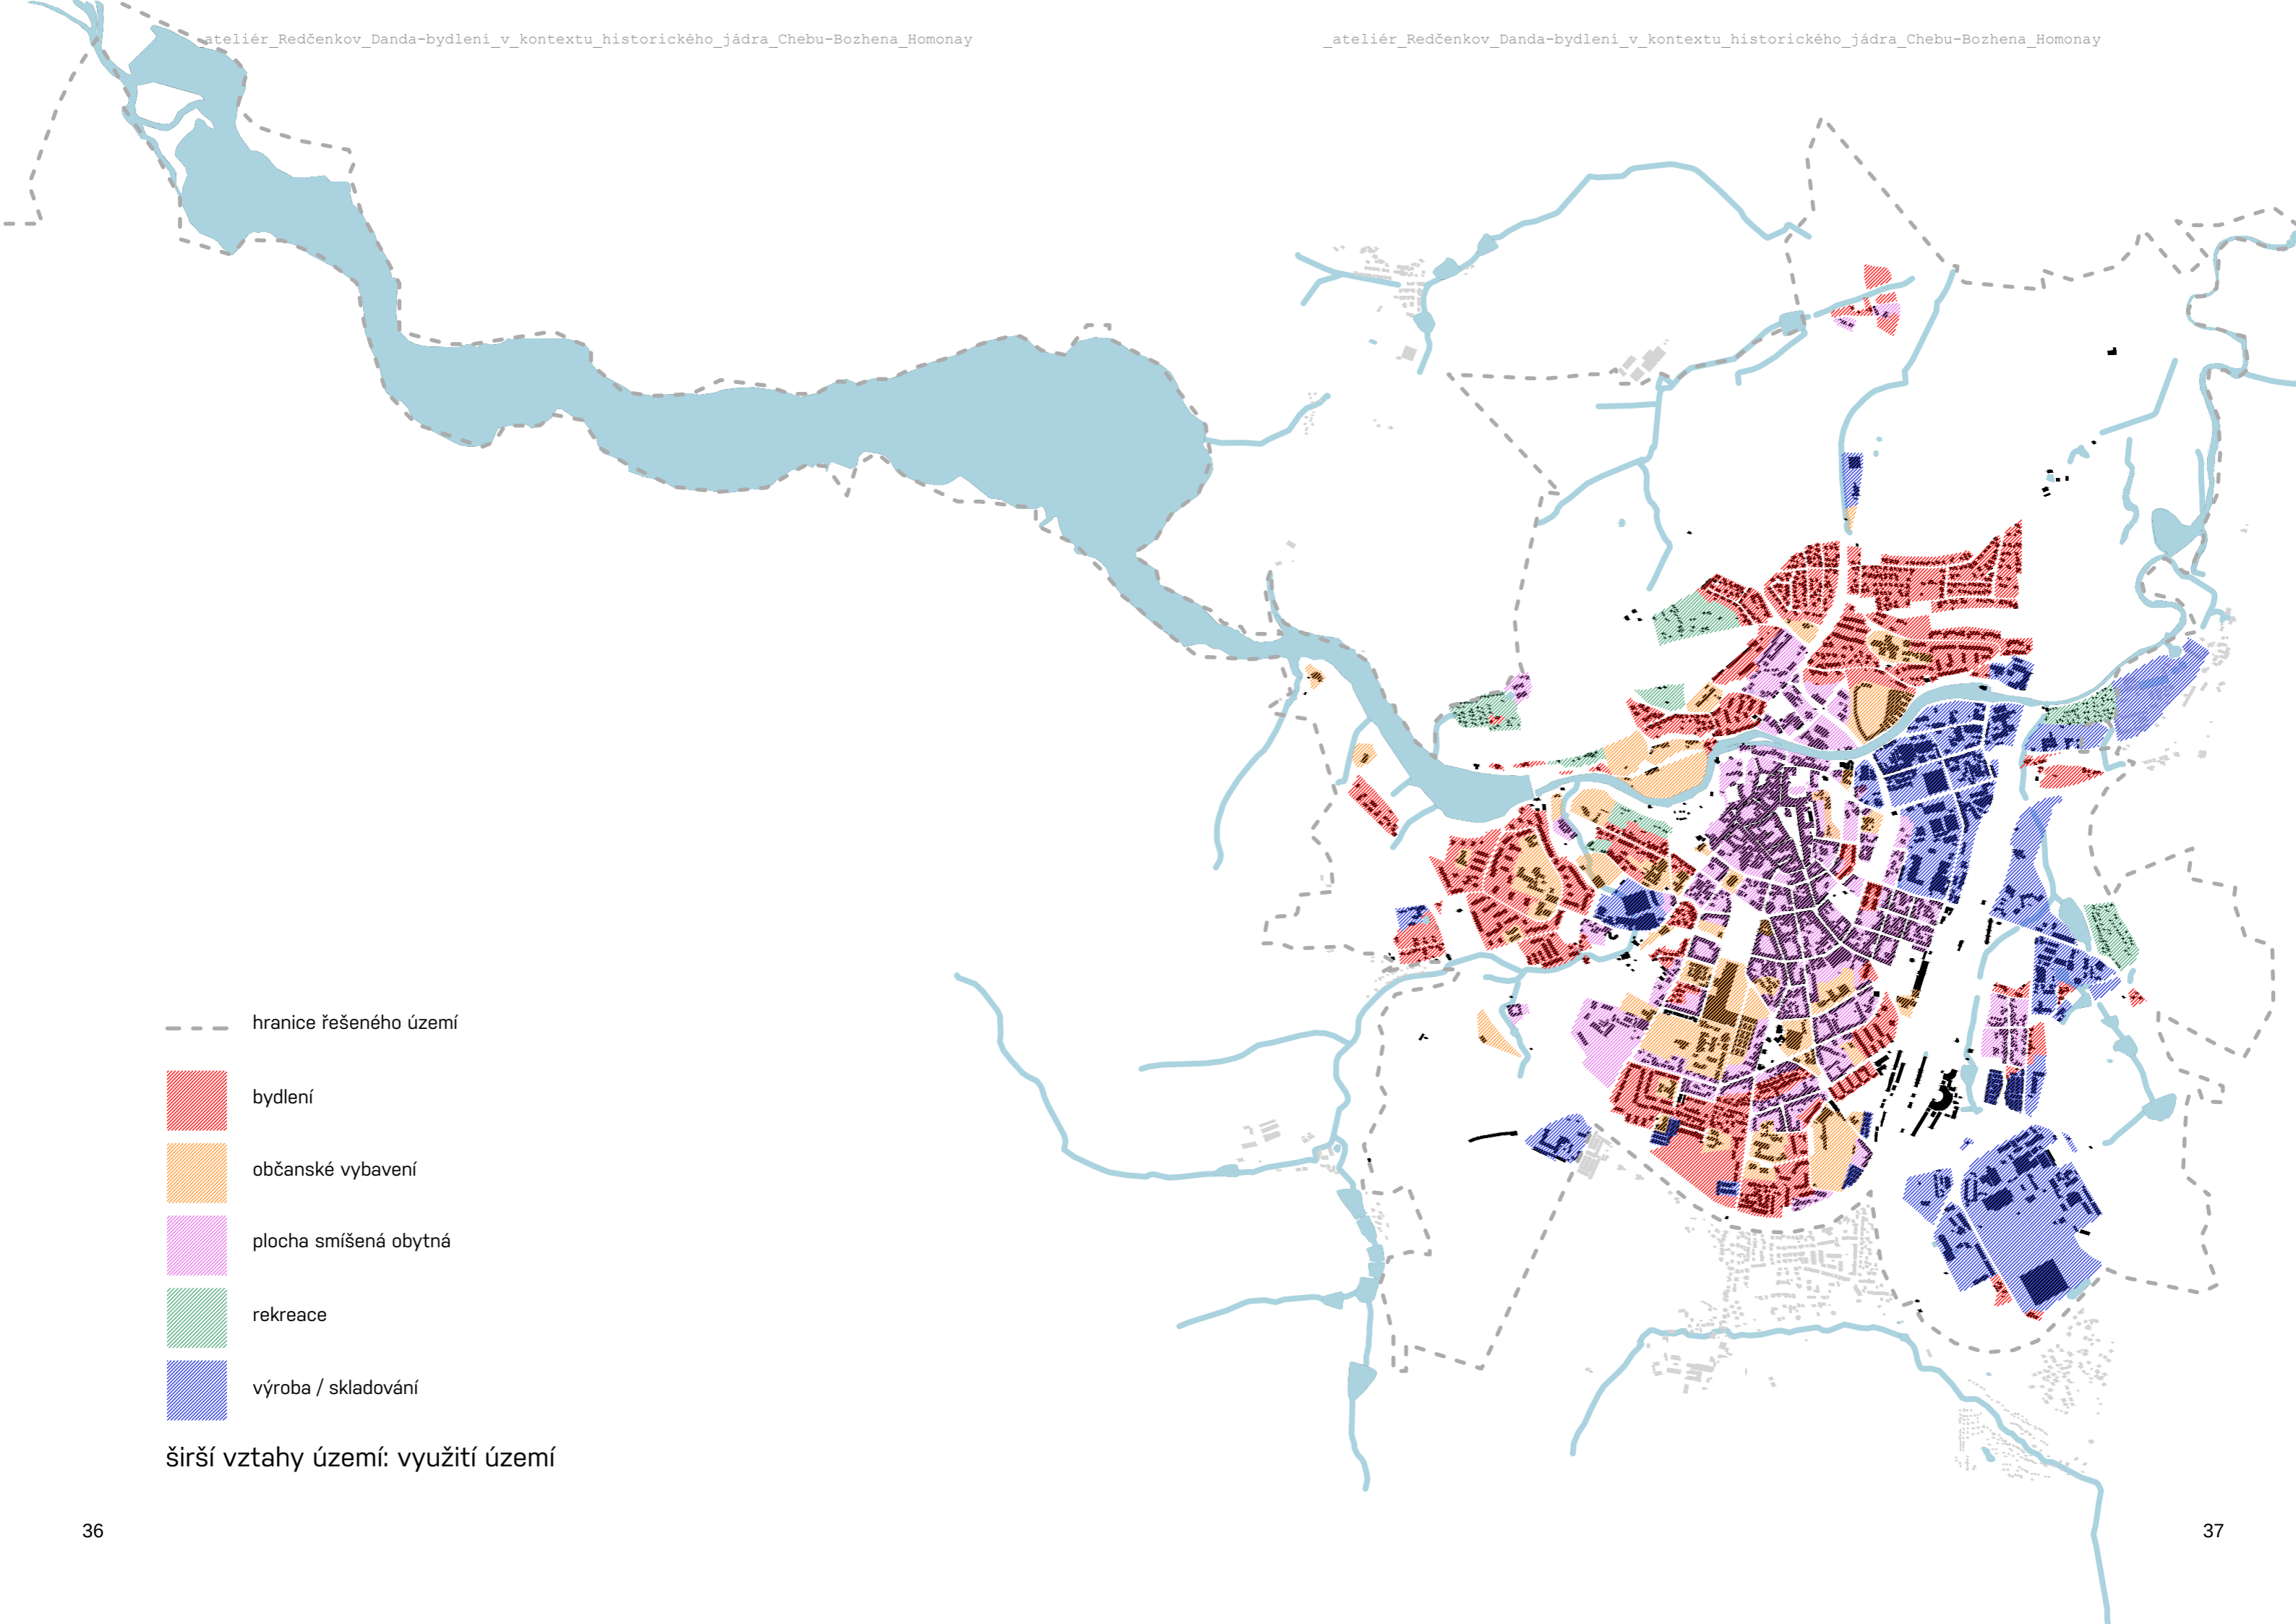 _ateliér_Redčenkov_Danda-bydlení_v_kontextu_historického_jádra_Chebu-Bozhena_Homonay
_ateliér_Redčenkov_Danda-bydlení_v_kontextu_historického_jádra_Chebu-Bozhena_Homonay
hranice řešeného území
bydlení
občanské vybavení
plocha smíšená obytná
rekreace
výroba / skladování
širší vztahy území: využití území
36
37